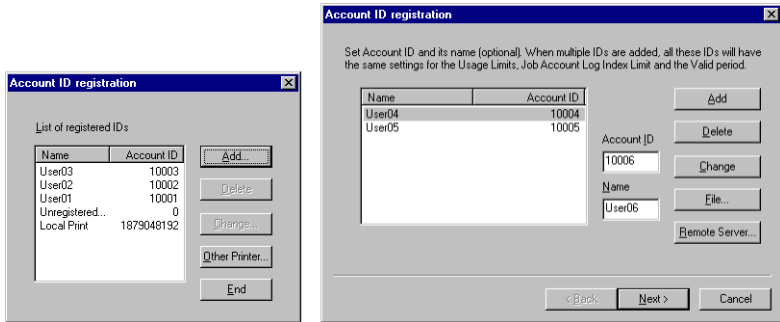 Account ID registration
List of registered IDs
Name Account ID
User03 10003
User02 10002
User01 10001
Unregistered... 0
Local Print 1879048192
Add...
Delete
Change...
Other Printer...
End
Account ID registration
Set Account ID and its name (optional). When multiple IDs are added, all these IDs will have
the same settings for the Usage Limits, Job Account Log Index Limit and the Valid period.
Name Account ID
User04 10004
User05 10005
Account ID
10006
Name
User06
Add
Delete
Change
File...
Remote Server...
< Back Next > Cancel